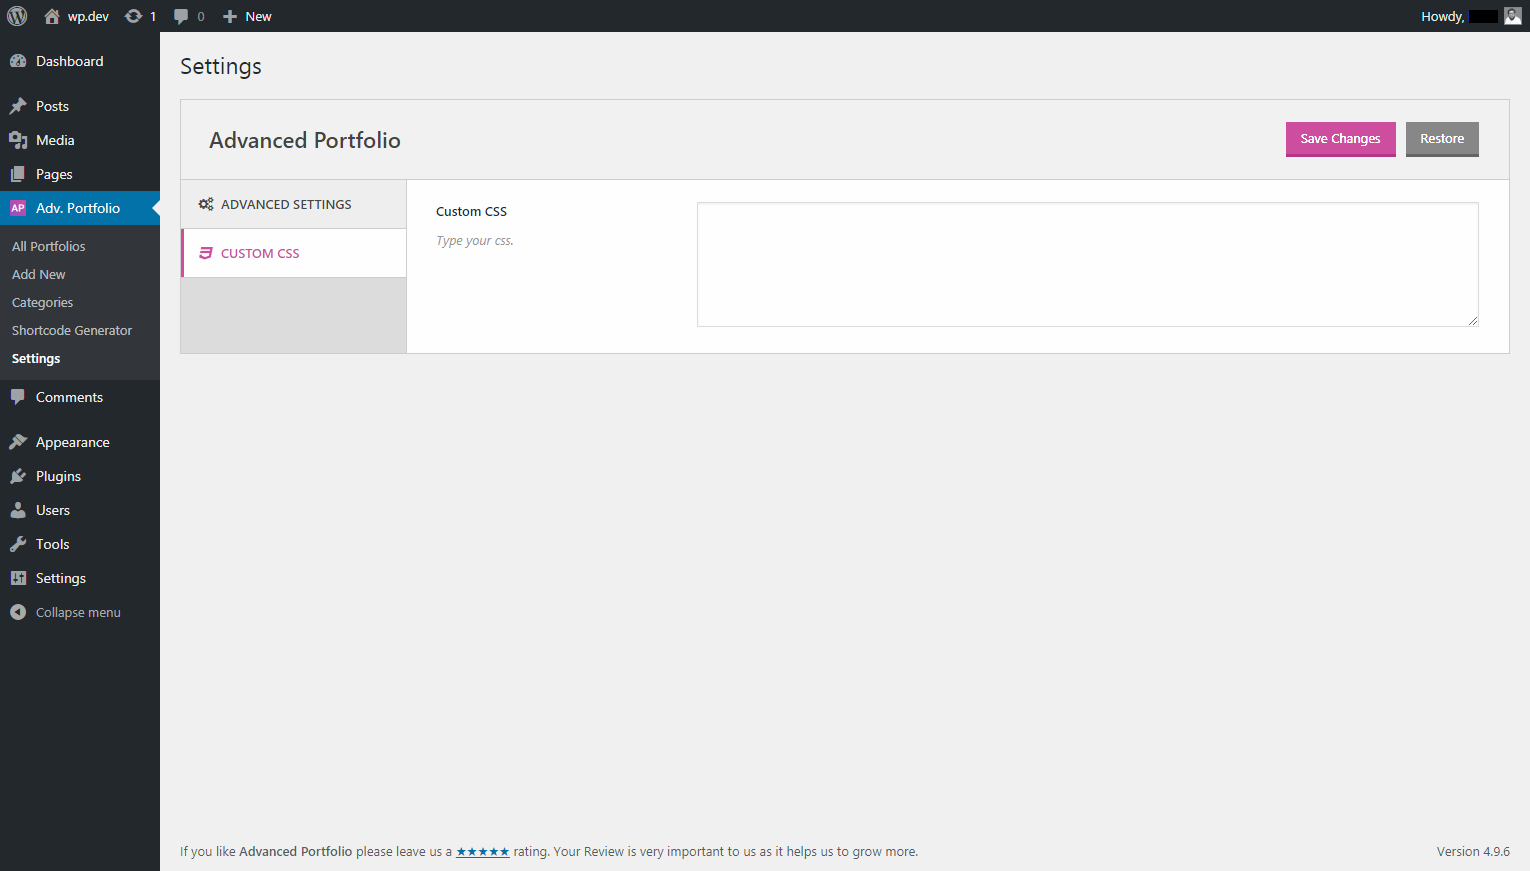 wp.dev 1 0 New Howdy,
Dashboard
Posts
Media
Pages
AP Adv. Portfolio
All Portfolios
Add New
Categories
Shortcode Generator
Settings
Comments
Appearance
Plugins
Users
Tools
Settings
Collapse menu
Settings
Advanced Portfolio
Save Changes Restore
ADVANCED SETTINGS
CUSTOM CSS
Custom CSS
Type your css.
If you like Advanced Portfolio please leave us a ★★★★★ rating. Your Review is very important to us as it helps us to grow more.
Version 4.9.6